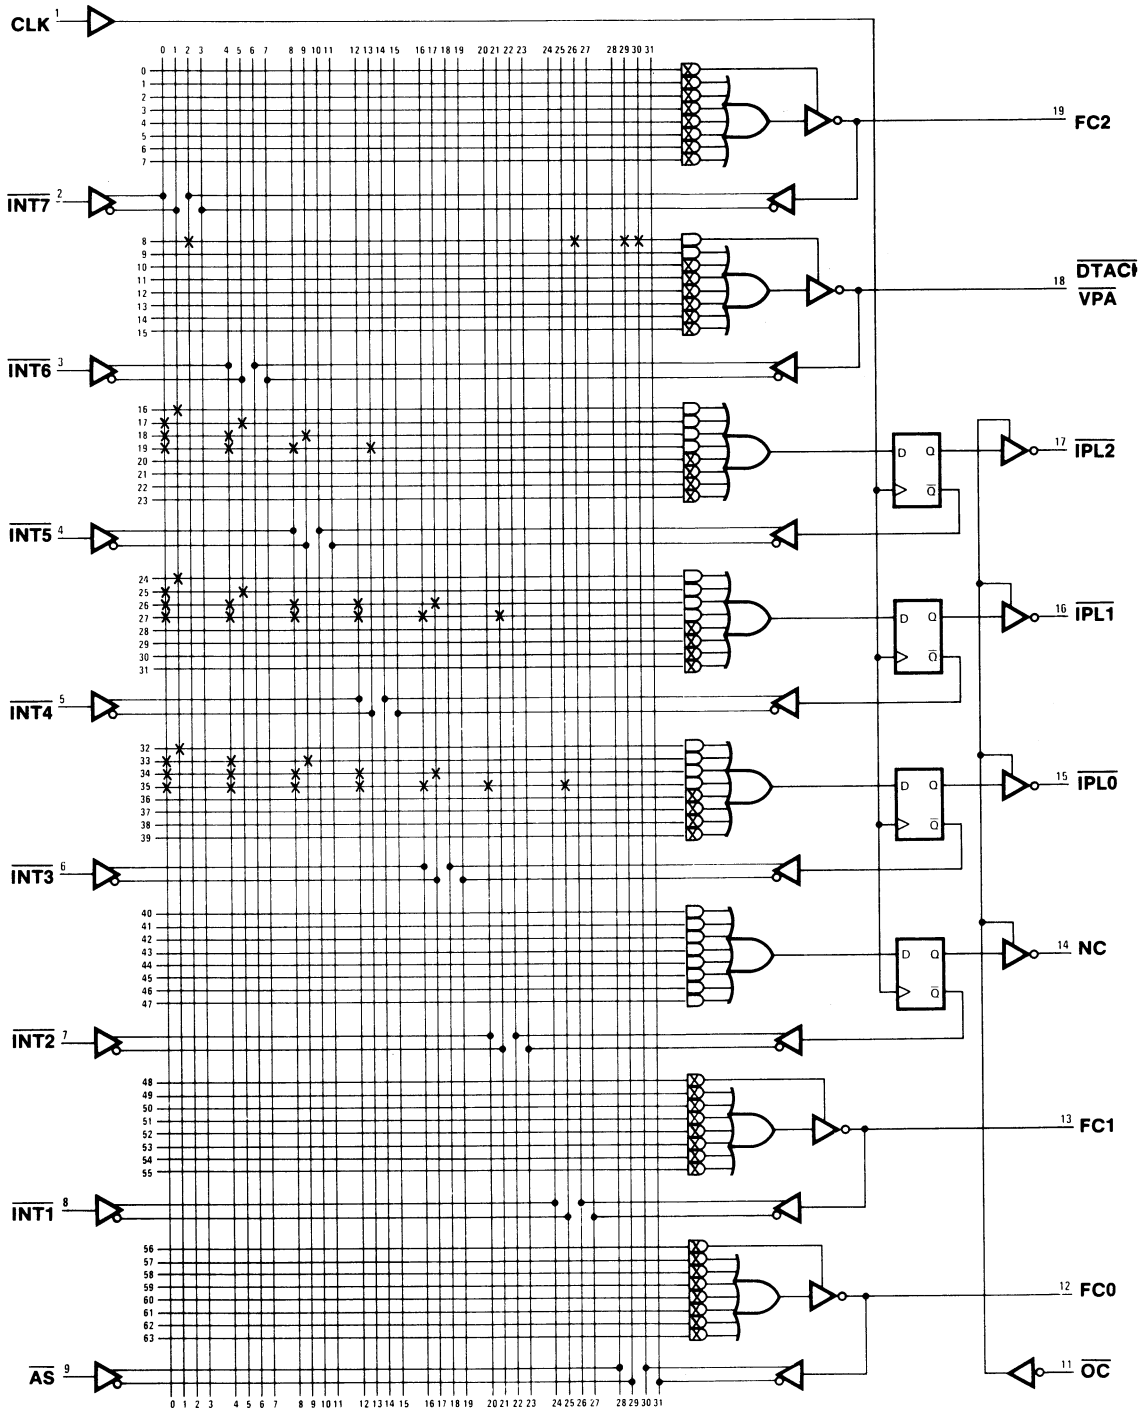 CLK 1
0 1 2 3 4 5 6 7 8 9 10 11 12 13 14 15 16 17 18 19 20 21 22 23 24 25 26 27 28 29 30 31
0
1
2
3
4
5
6
7
19 FC2
INT7 2
8
9
10
11
12
13
14
15
DTACK
18
VPA
INT6 3
16
17
18
19
20
21
22
23
D Q
Q
17 IPL2
INT5 4
24
25
26
27
28
29
30
31
D Q
Q
16 IPL1
INT4 5
32
33
34
35
36
37
38
39
D Q
Q
15 IPL0
INT3 6
40
41
42
43
44
45
46
47
D Q
Q
14 NC
INT2 7
48
49
50
51
52
53
54
55
13 FC1
INT1 8
56
57
58
59
60
61
62
63
12 FC0
AS 9
11 OC
0 1 2 3 4 5 6 7 8 9 10 11 12 13 14 15 16 17 18 19 20 21 22 23 24 25 26 27 28 29 30 31